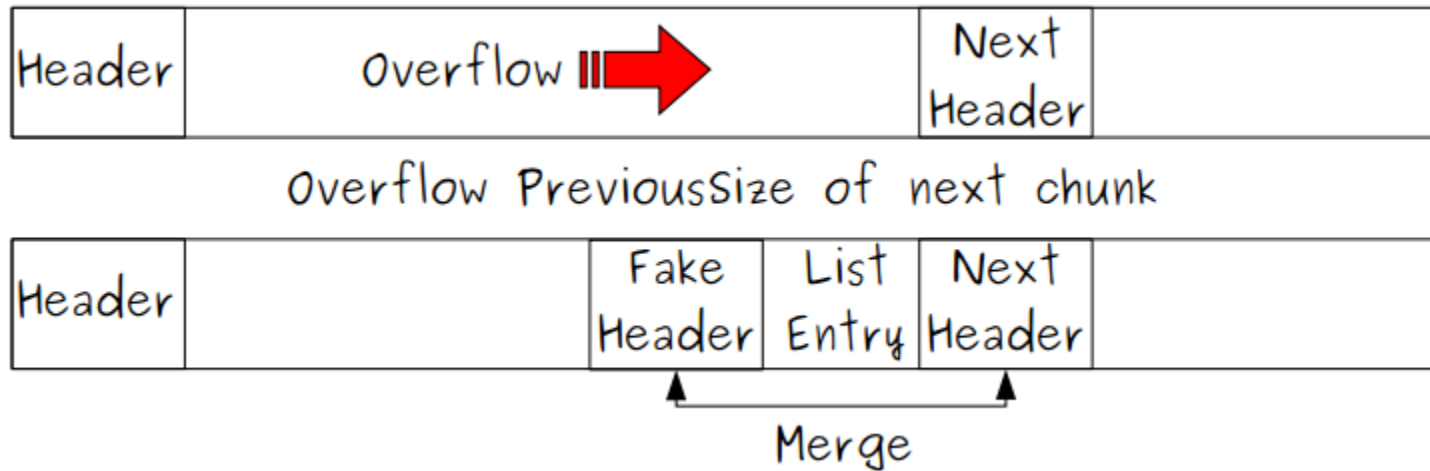 Header
Overflow
Next
Header
Overflow PreviousSize of next chunk
Header
Fake
Header
List
Entry
Next
Header
Merge